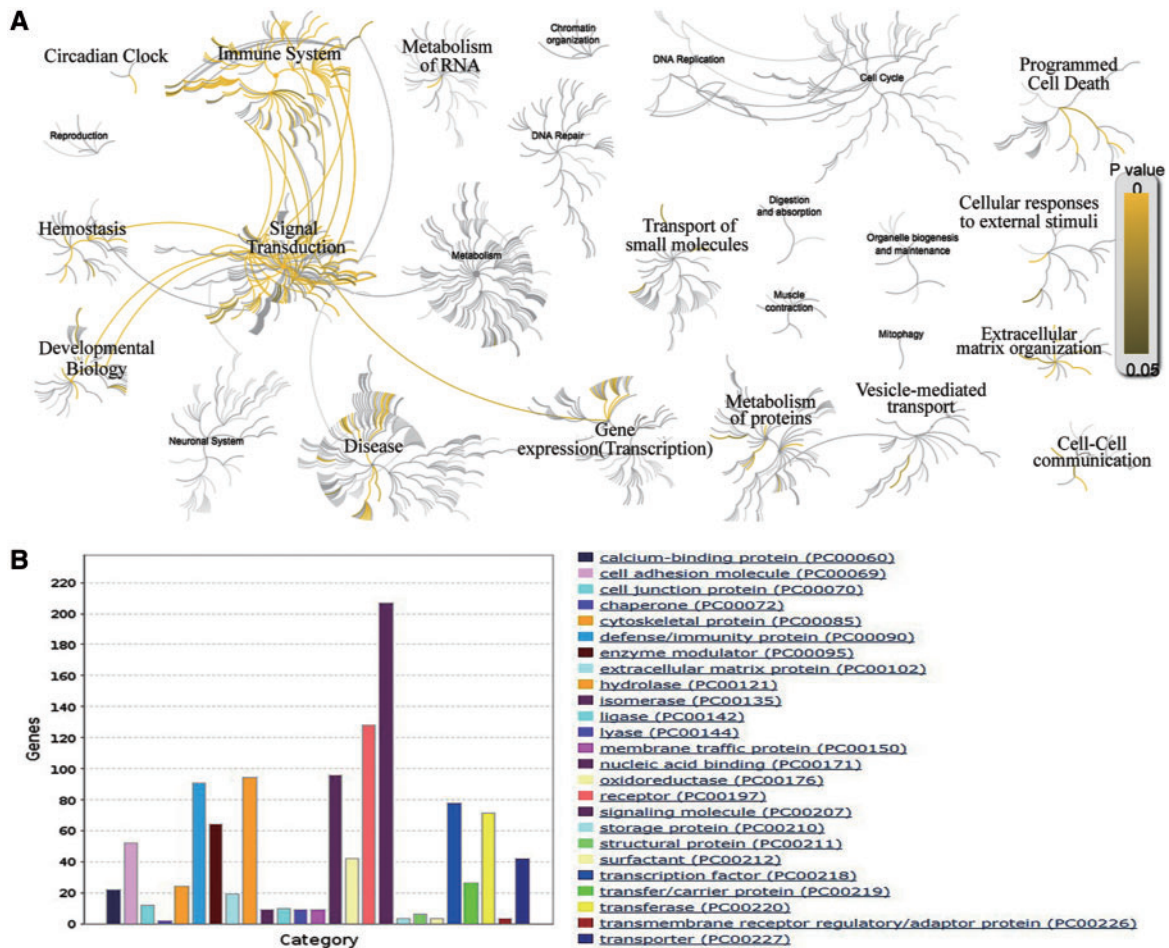 A
Circadian Clock
Immune System
Metabolism
of RNA
Chromatin
organization
DNA Replication
Cell Cycle
Programmed
Cell Death
Reproduction
DNA Repair
P value
0
0.05
Hemostasis
Signal
Transduction
Metabolism
Transport of
small molecules
Digestion
and absorption
Organelle biogenesis
and maintenance
Cellular responses
to external stimuli
Muscle
contraction
Mitophagy
Developmental
Biology
Extracellular
matrix organization
Neuronal System
Disease
Gene
expression(Transcription)
Metabolism
of proteins
Vesicle-mediated
transport
Cell-Cell
communication
B
220
200
180
160
140
120
100
80
60
40
20
0
Genes
Category
calcium-binding protein (PC00060)
cell adhesion molecule (PC00069)
cell junction protein (PC00070)
chaperone (PC00072)
cytoskeletal protein (PC00085)
defense/immunity protein (PC00090)
enzyme modulator (PC00095)
extracellular matrix protein (PC00102)
hydrolase (PC00121)
isomerase (PC00135)
ligase (PC00142)
lyase (PC00144)
membrane traffic protein (PC00150)
nucleic acid binding (PC00171)
oxidoreductase (PC00176)
receptor (PC00197)
signaling molecule (PC00207)
storage protein (PC00210)
structural protein (PC00211)
surfactant (PC00212)
transcription factor (PC00218)
transfer/carrier protein (PC00219)
transferase (PC00220)
transmembrane receptor regulatory/adaptor protein (PC00226)
transporter (PC00227)